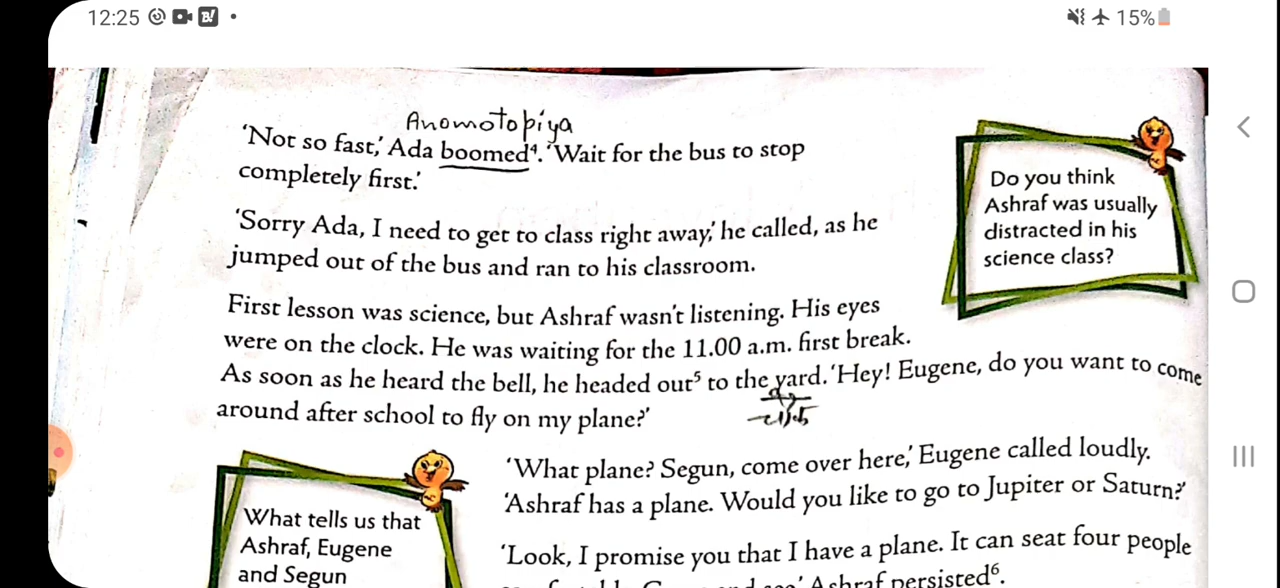 12:25
15%
Anomotopiya
'Not so fast,' Ada boomed⁴. 'Wait for the bus to stop
completely first.'
Do you think
Ashraf was usually
distracted in his
science class?
'Sorry Ada, I need to get to class right away,' he called, as he
jumped out of the bus and ran to his classroom.
First lesson was science, but Ashraf wasn't listening. His eyes
were on the clock. He was waiting for the 11.00 a.m. first break.
As soon as he heard the bell, he headed out⁵ to the yard. 'Hey! Eugene, do you want to come
around after school to fly on my plane?'
'What plane? Segun, come over here,' Eugene called loudly.
'Ashraf has a plane. Would you like to go to Jupiter or Saturn?'
What tells us that
Ashraf, Eugene
and Segun
'Look, I promise you that I have a plane. It can seat four people
Ashraf persisted⁶.